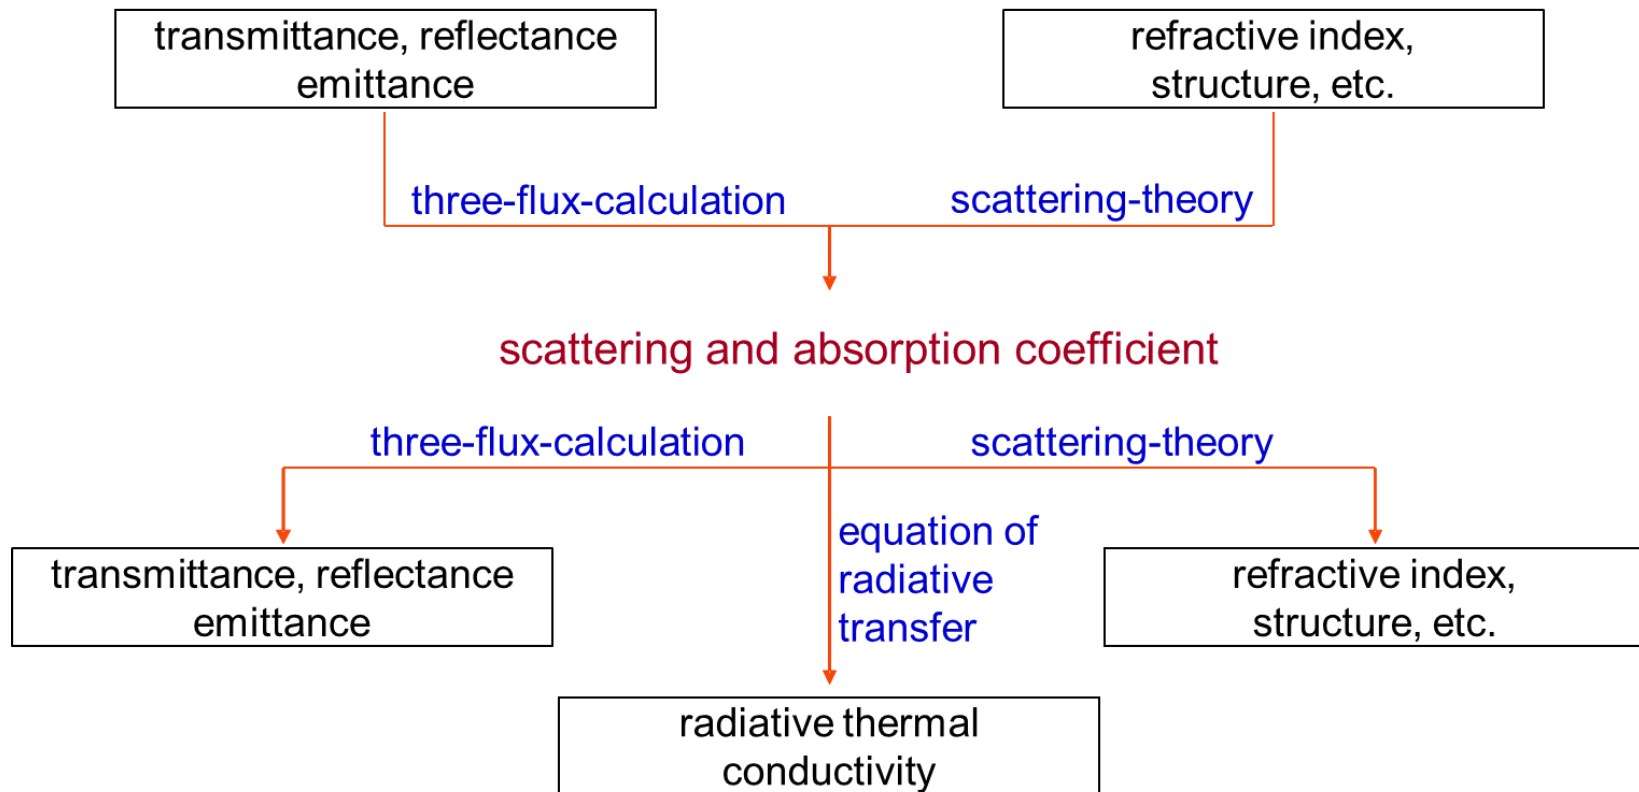 transmittance, reflectance
emittance
refractive index,
structure, etc.
three-flux-calculation
scattering-theory
scattering and absorption coefficient
three-flux-calculation
scattering-theory
equation of
radiative
transfer
transmittance, reflectance
emittance
refractive index,
structure, etc.
radiative thermal
conductivity